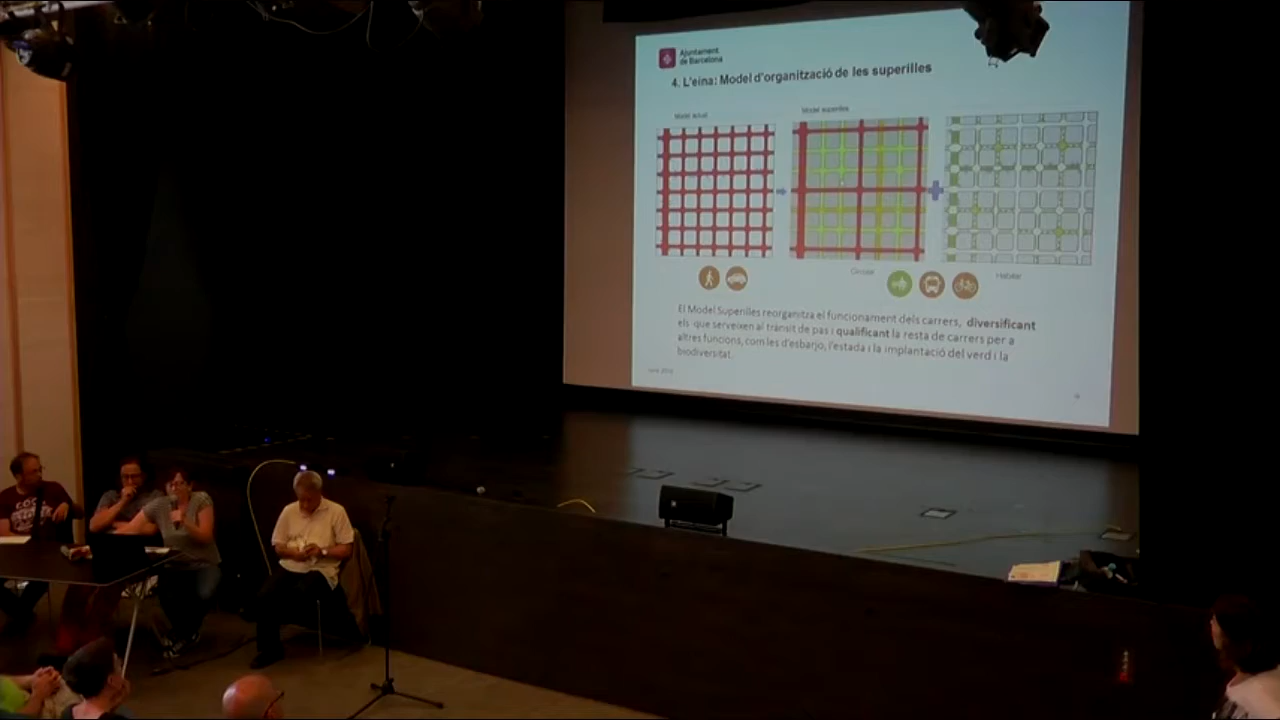 Ajuntament
de Barcelona
4. L'eina: Model d'organització de les superilles
Model actual
Model superilles
Circular
Habitar
El Model Superilles reorganitza el funcionament dels carrers, diversificant
els que serveixen al trànsit de pas i qualificant la resta de carrers per a
altres funcions, com les d'esbarjo, l'estada i la implantació del verd i la
biodiversitat.